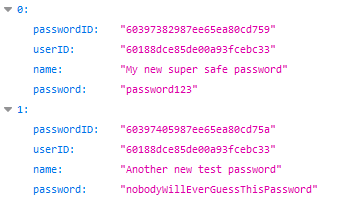 0:
passwordID: "60397382987ee65ea80cd759"
userID: "60188dce85de00a93fcebc33"
name: "My new super safe password"
password: "password123"
1:
passwordID: "60397405987ee65ea80cd75a"
userID: "60188dce85de00a93fcebc33"
name: "Another new test password"
password: "nobodyWillEverGuessThisPassword"